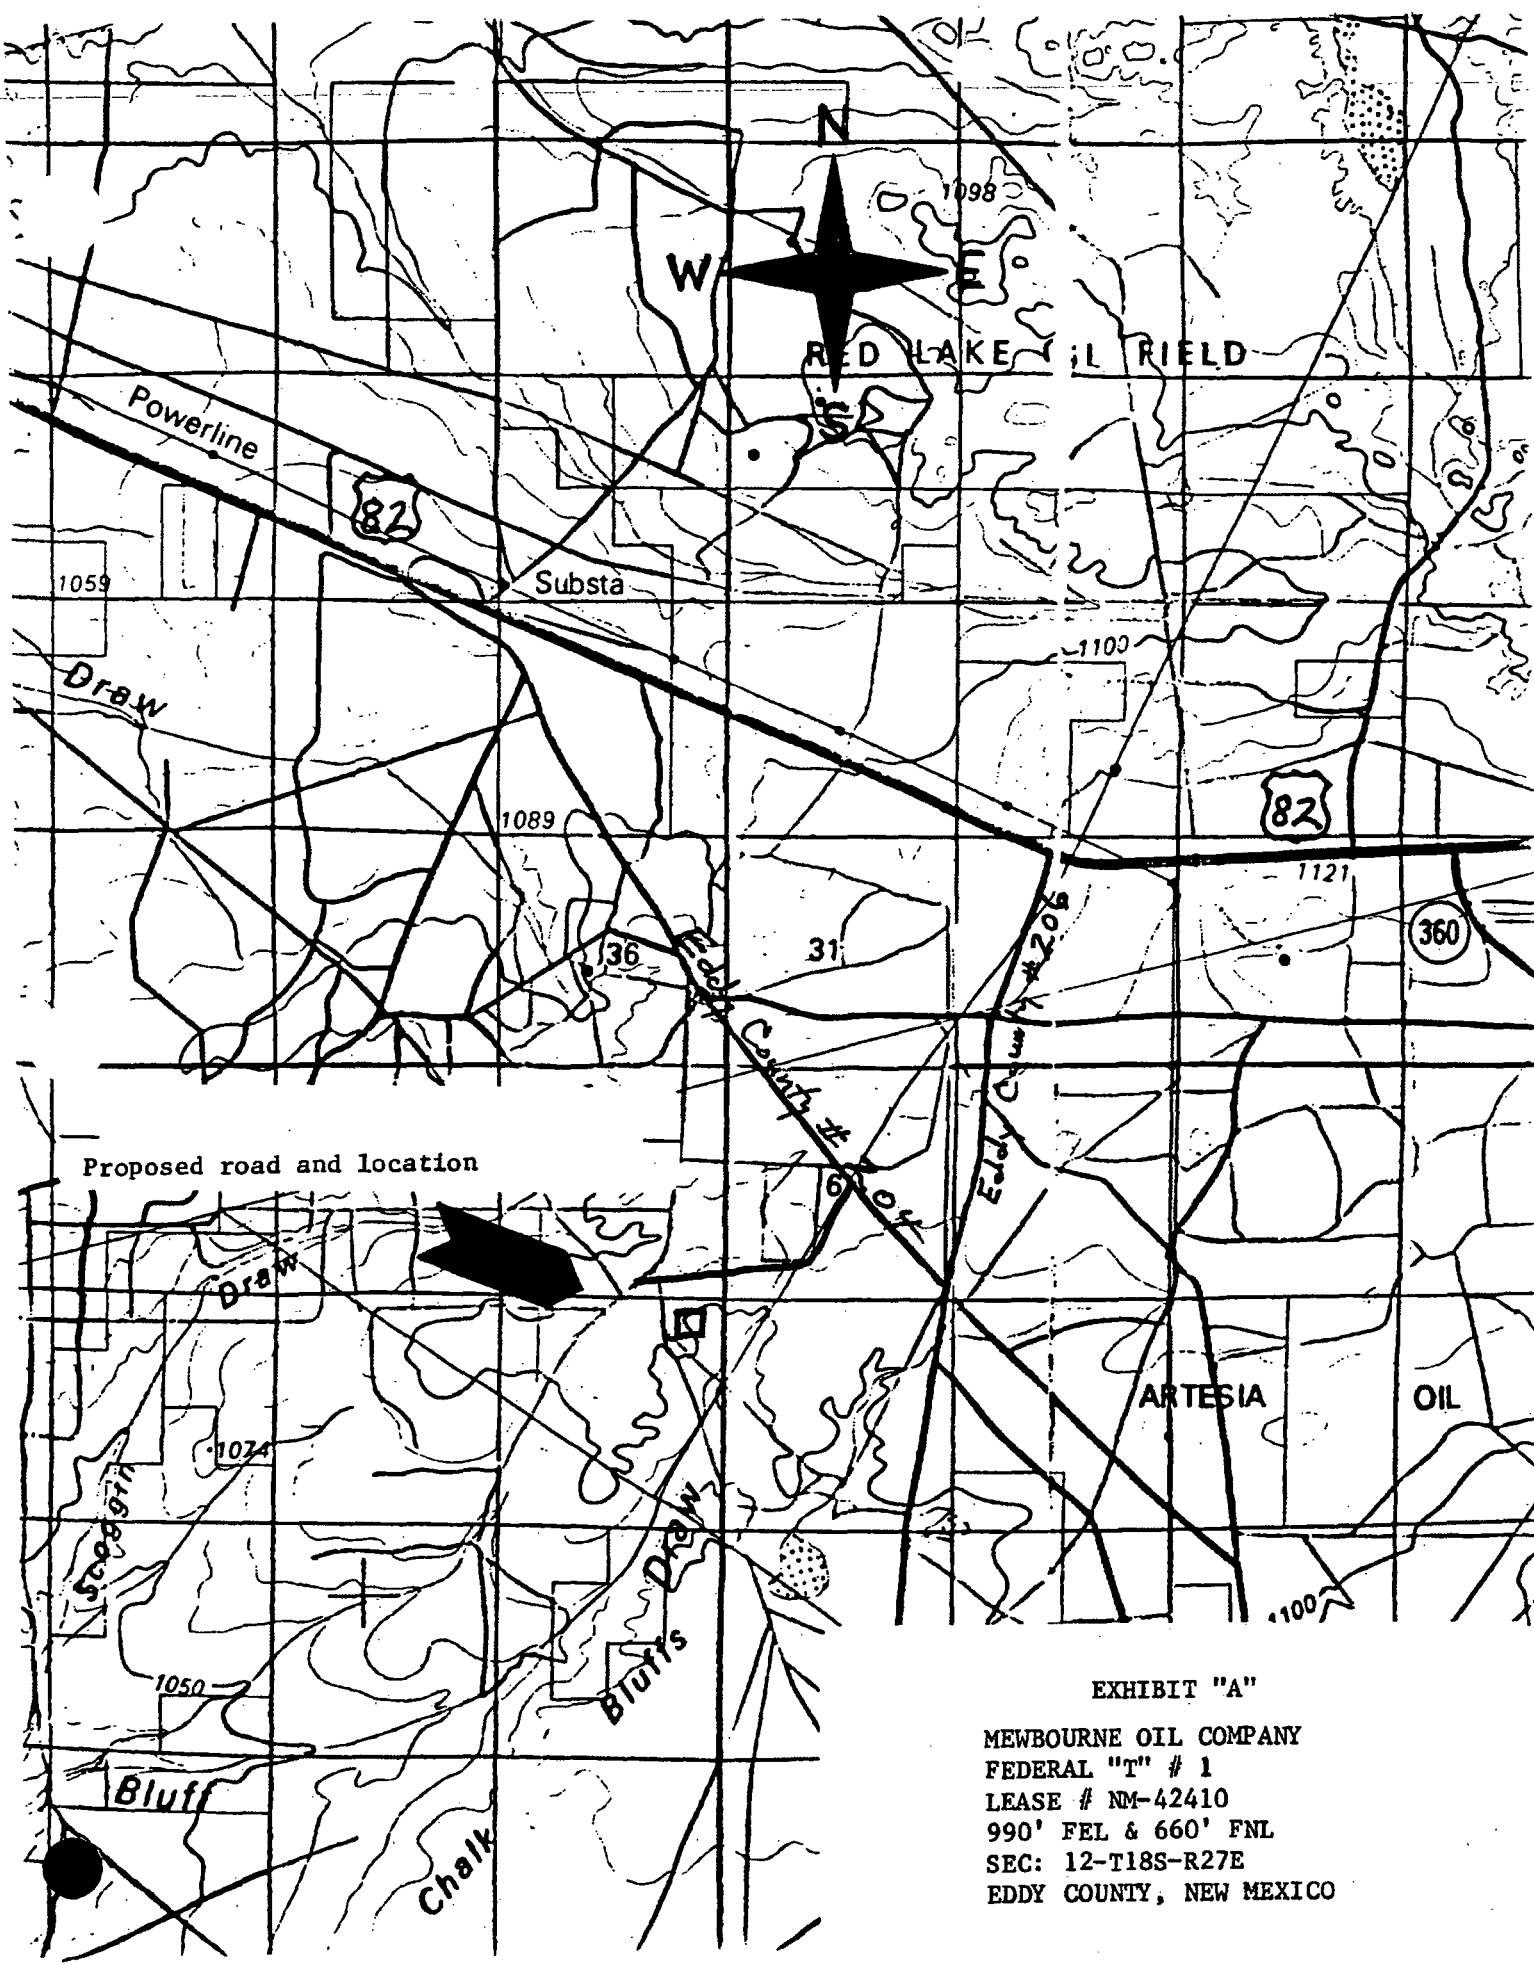 N
1098
W
E
RED LAKE OIL FIELD
S
Powerline
82
1059
Substa
1100
Draw
82
1089
1121
360
36
31
Eddy County # 206
Eddy County #
204
6
Proposed road and location
Draw
ARTESIA OIL
1074
Scoggin
Draw
1100
1050
Bluffs
Bluff
Chalk
EXHIBIT "A"
MEWBOURNE OIL COMPANY
FEDERAL "T" # 1
LEASE # NM-42410
990' FEL & 660' FNL
SEC: 12-T18S-R27E
EDDY COUNTY, NEW MEXICO